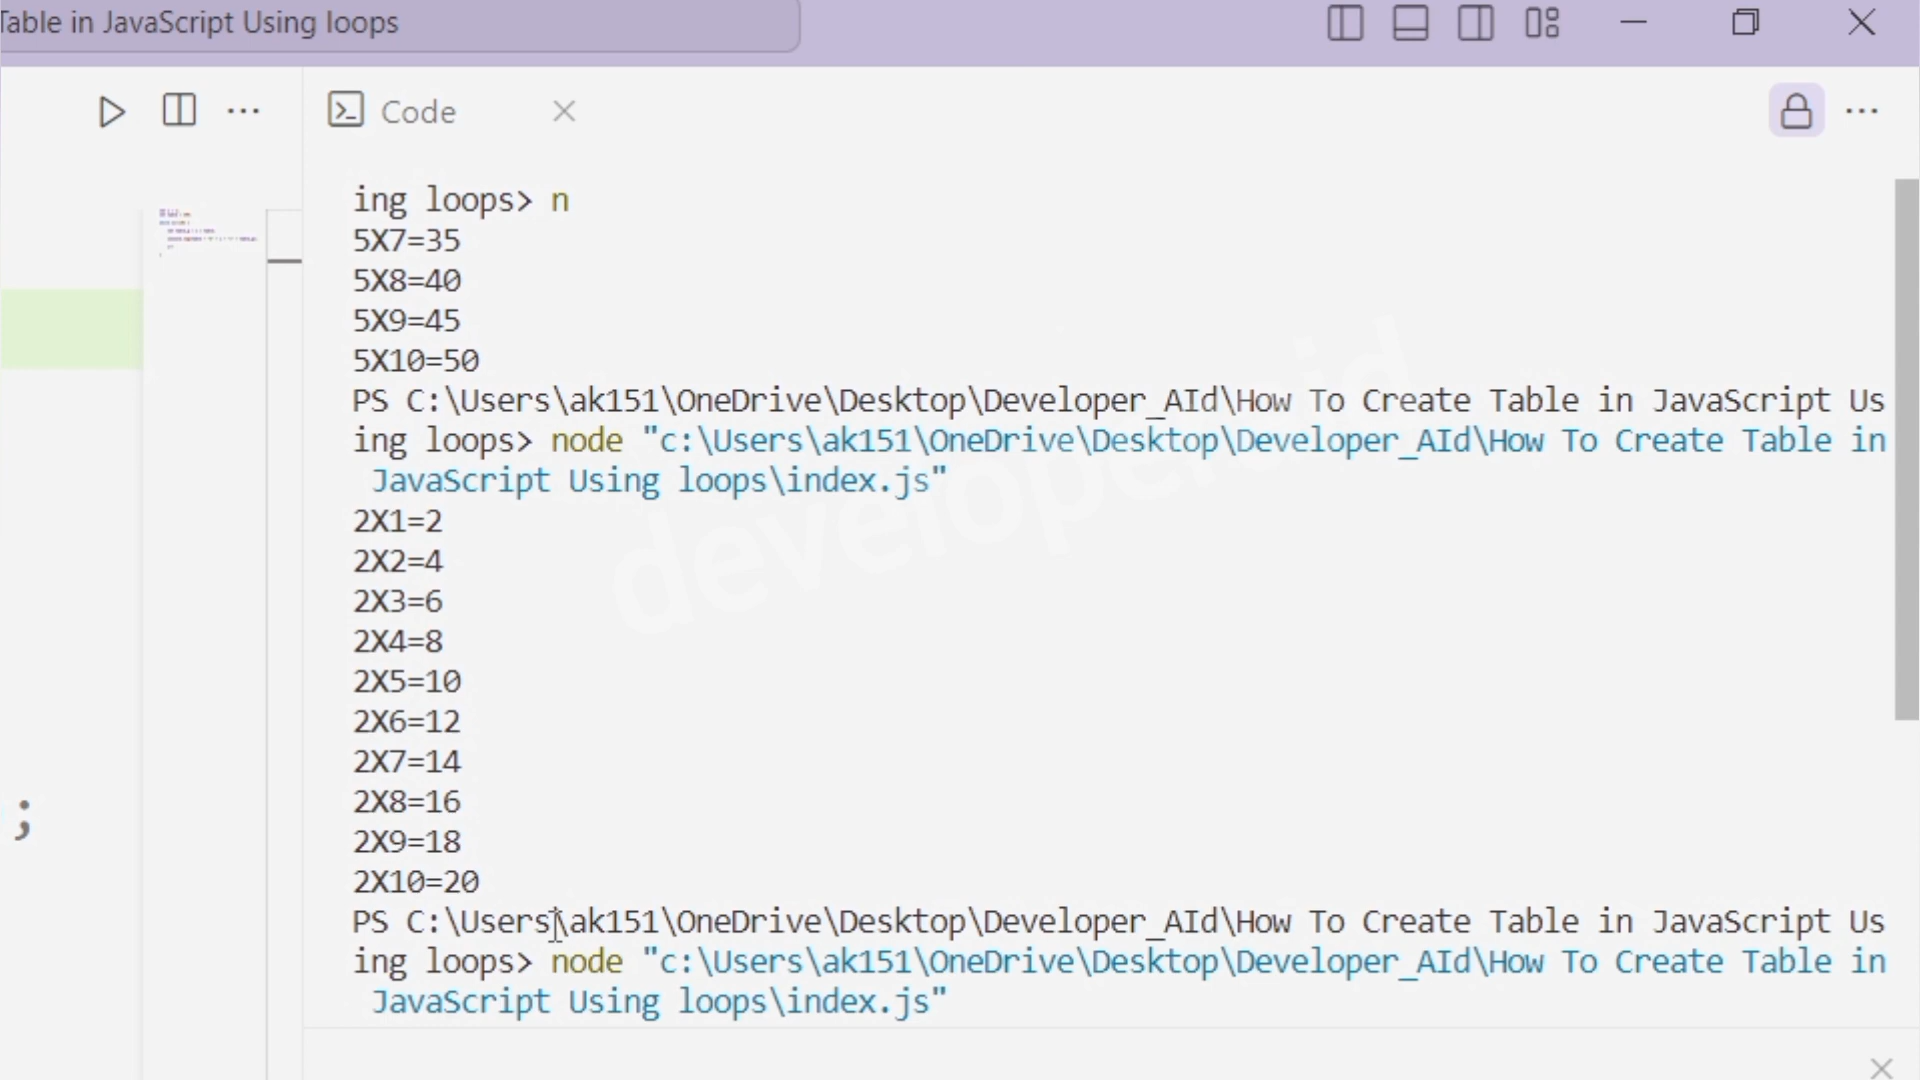 Table in JavaScript Using loops
Code
ing loops> n
5X7=35
5X8=40
5X9=45
5X10=50
PS C:\Users\ak151\OneDrive\Desktop\Developer_AId\How To Create Table in JavaScript Us
ing loops> node "c:\Users\ak151\OneDrive\Desktop\Developer_AId\How To Create Table in
JavaScript Using loops\index.js"
2X1=2
2X2=4
2X3=6
2X4=8
2X5=10
2X6=12
2X7=14
2X8=16
2X9=18
2X10=20
PS C:\Users\ak151\OneDrive\Desktop\Developer_AId\How To Create Table in JavaScript Us
ing loops> node "c:\Users\ak151\OneDrive\Desktop\Developer_AId\How To Create Table in
JavaScript Using loops\index.js"
;
developer.aid